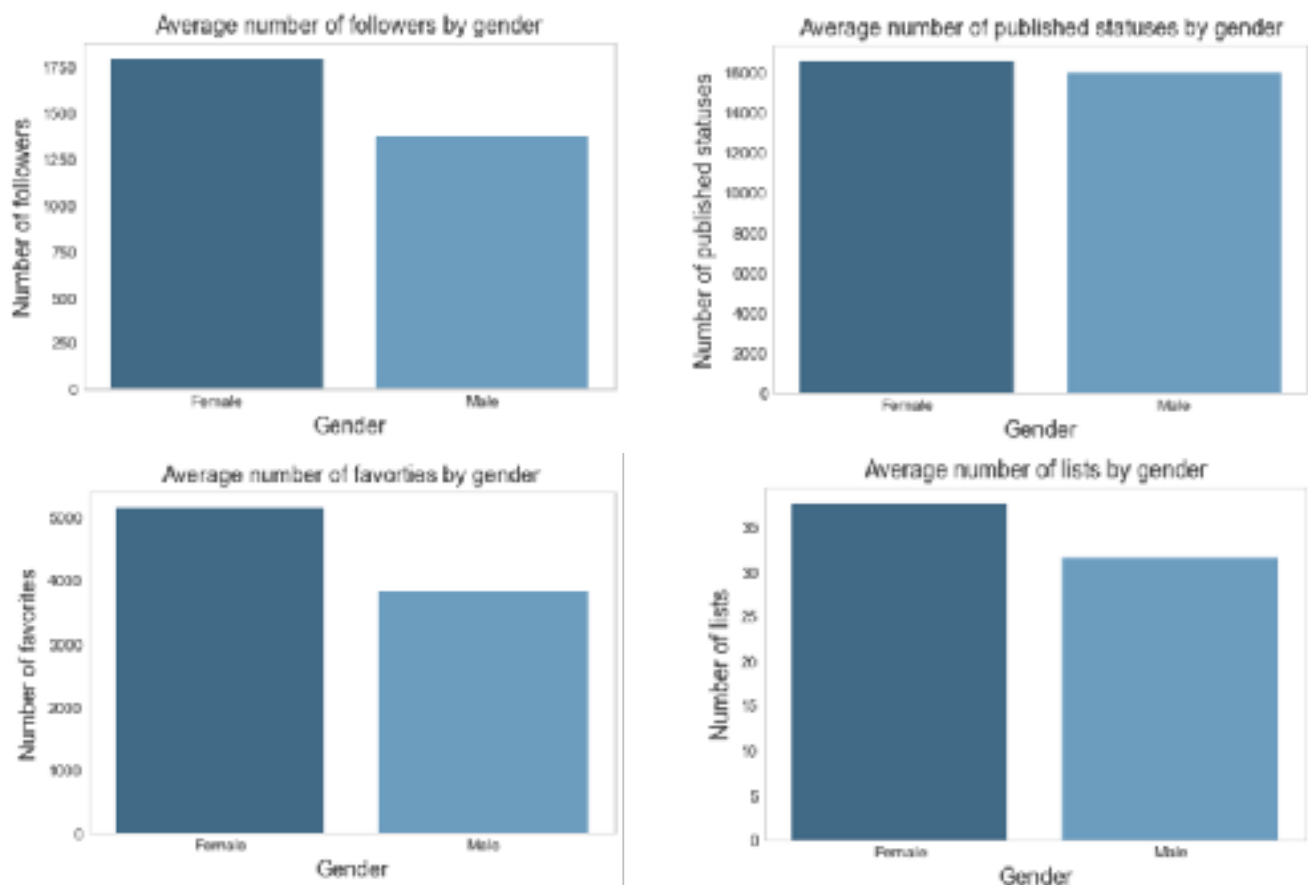 Average number of followers by gender
Number of followers
1750
1500
1250
1000
750
500
250
0
Female
Male
Gender
Average number of published statuses by gender
Number of published statuses
16000
14000
12000
10000
8000
6000
4000
2000
0
Female
Male
Gender
Average number of favorties by gender
Number of favorites
5000
4000
3000
2000
1000
0
Female
Male
Gender
Average number of lists by gender
Number of lists
35
30
25
20
15
10
5
0
Female
Male
Gender